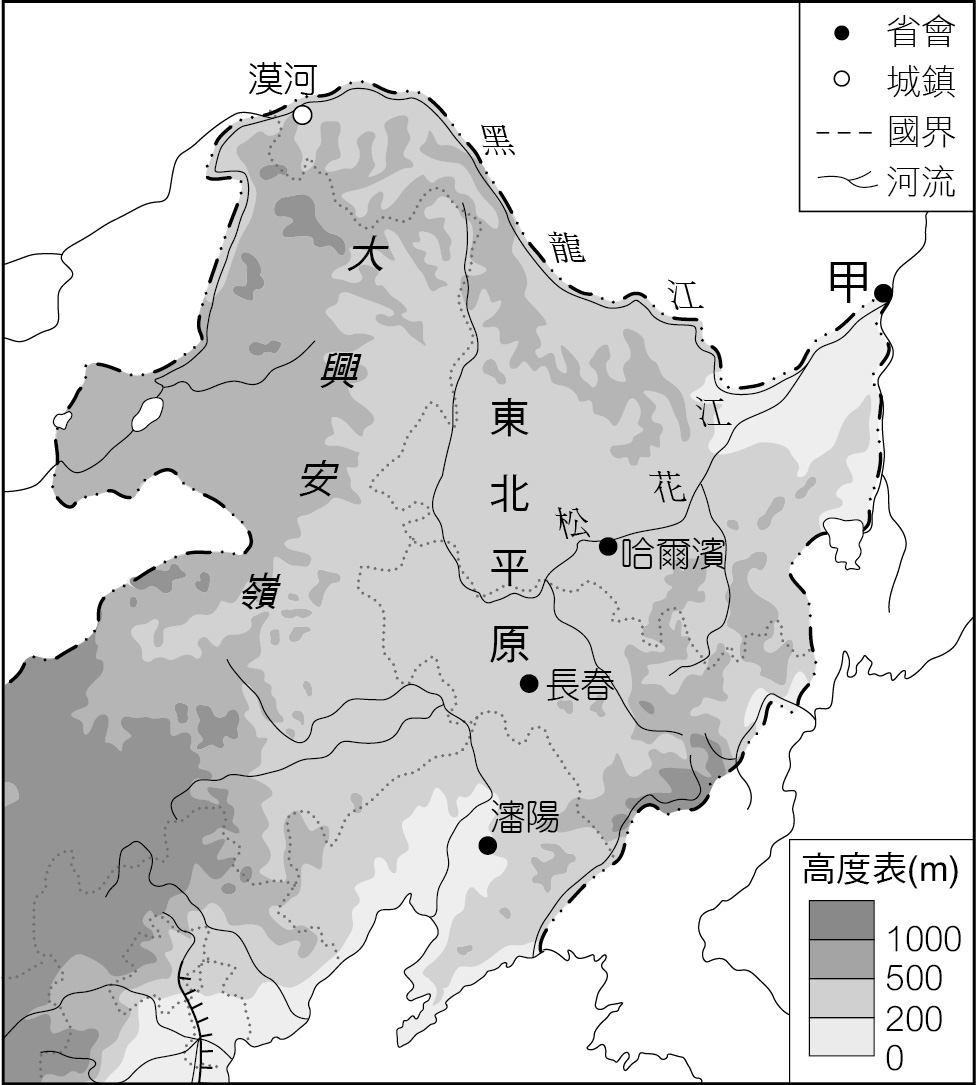 省會
城鎮
國界
河流
漠河
黑龍江
大興安嶺
甲
東北平原
松花江
哈爾濱
長春
瀋陽
高度表(m)
1000
500
200
0